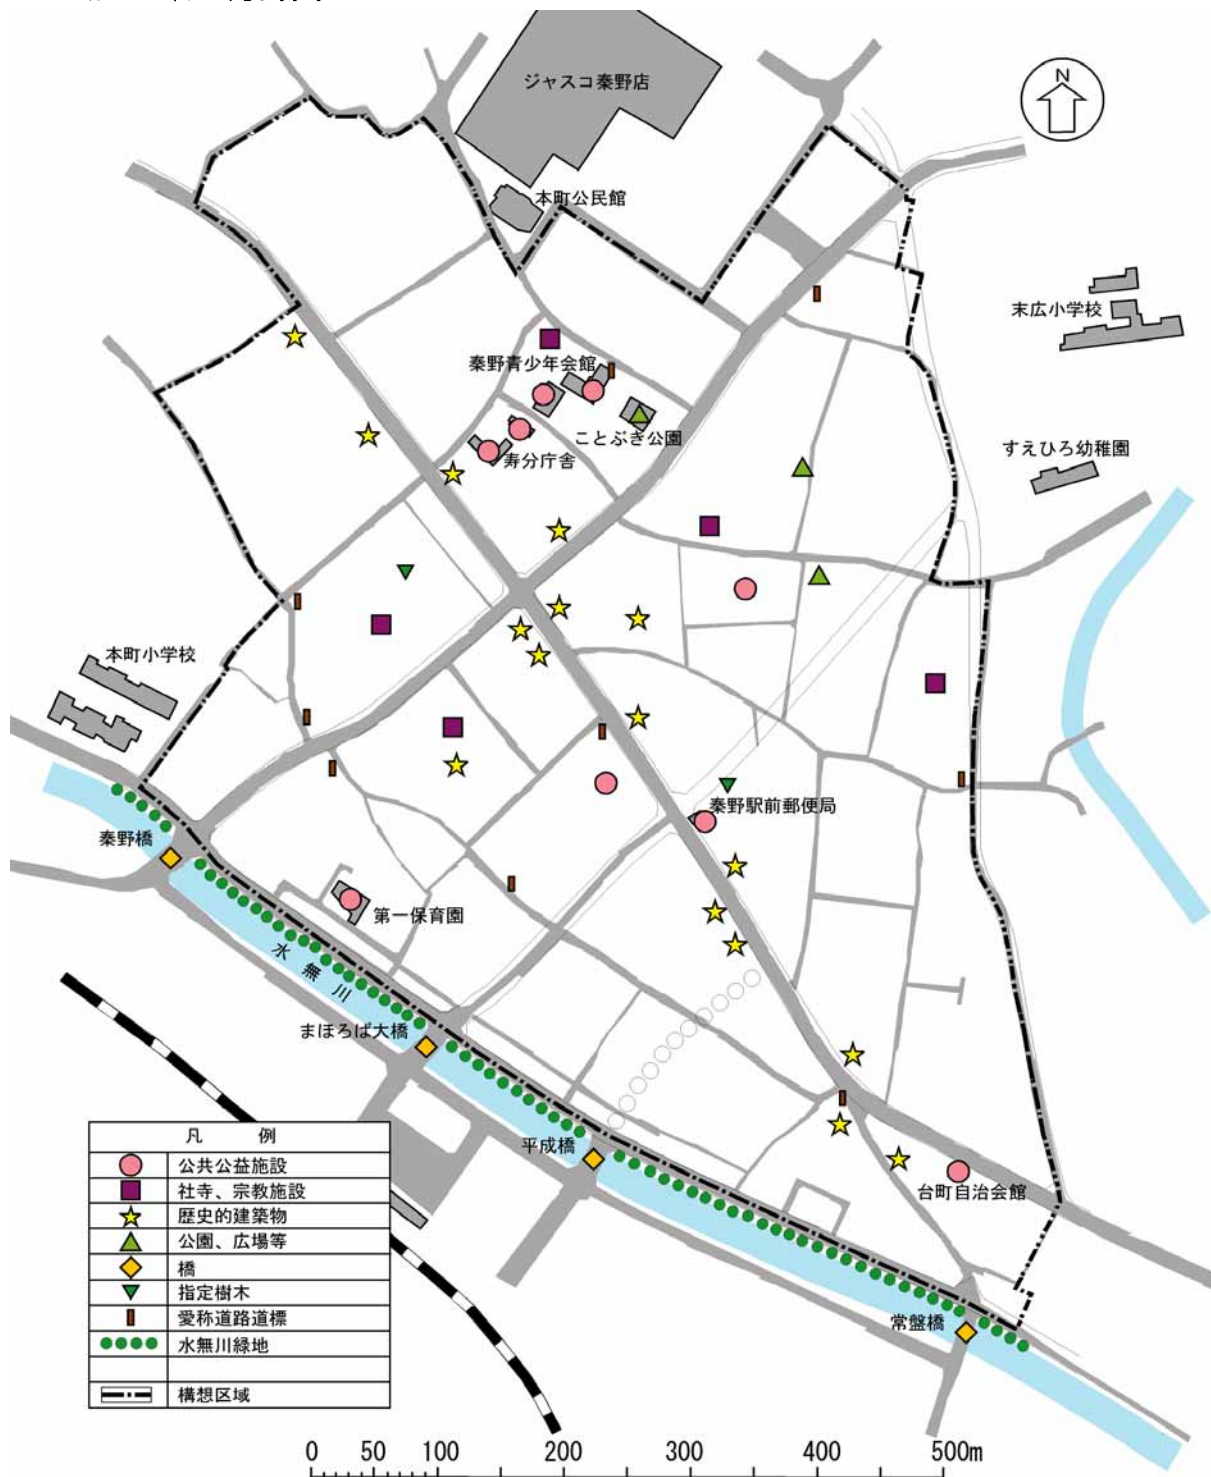 ジャスコ秦野店
N
本町公民館
末広小学校
秦野青少年会館
ことぶき公園
寿分庁舎
すえひろ幼稚園
本町小学校
秦野駅前郵便局
秦野橋
第一保育園
水無川
まほろば大橋
平成橋
台町自治会館
常盤橋
凡 例
公共公益施設
社寺、宗教施設
歴史的建築物
公園、広場等
橋
指定樹木
愛称道路道標
水無川緑地
構想区域
0 50 100 200 300 400 500m